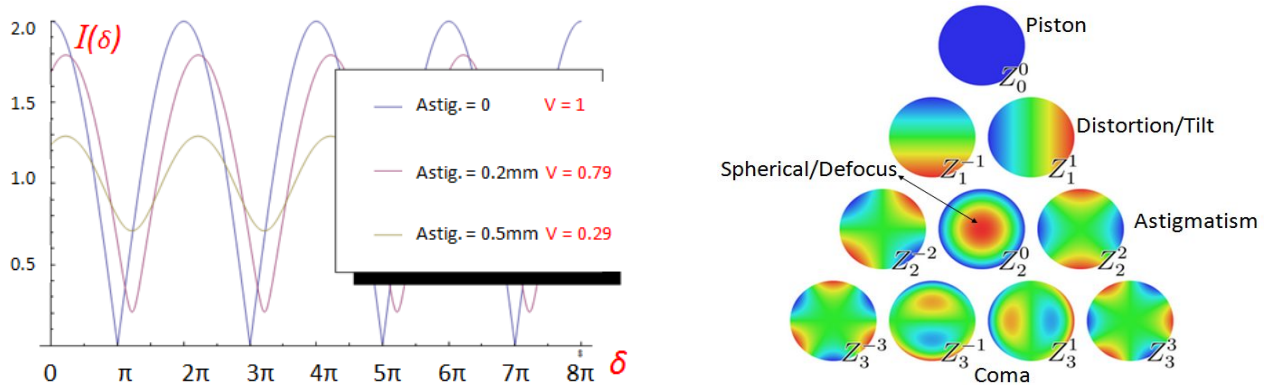 2.0
I(δ)
1.5
1.0
0.5
Astig. = 0 V = 1
Astig. = 0.2mm V = 0.79
Astig. = 0.5mm V = 0.29
0 π 2π 3π 4π 5π 6π 7π 8π δ
Piston
Z₀⁰
Distortion/Tilt
Z₁⁻¹ Z₁¹
Spherical/Defocus
Astigmatism
Z₂⁻² Z₂⁰ Z₂²
Z₃⁻³ Z₃⁻¹ Z₃¹ Z₃³
Coma